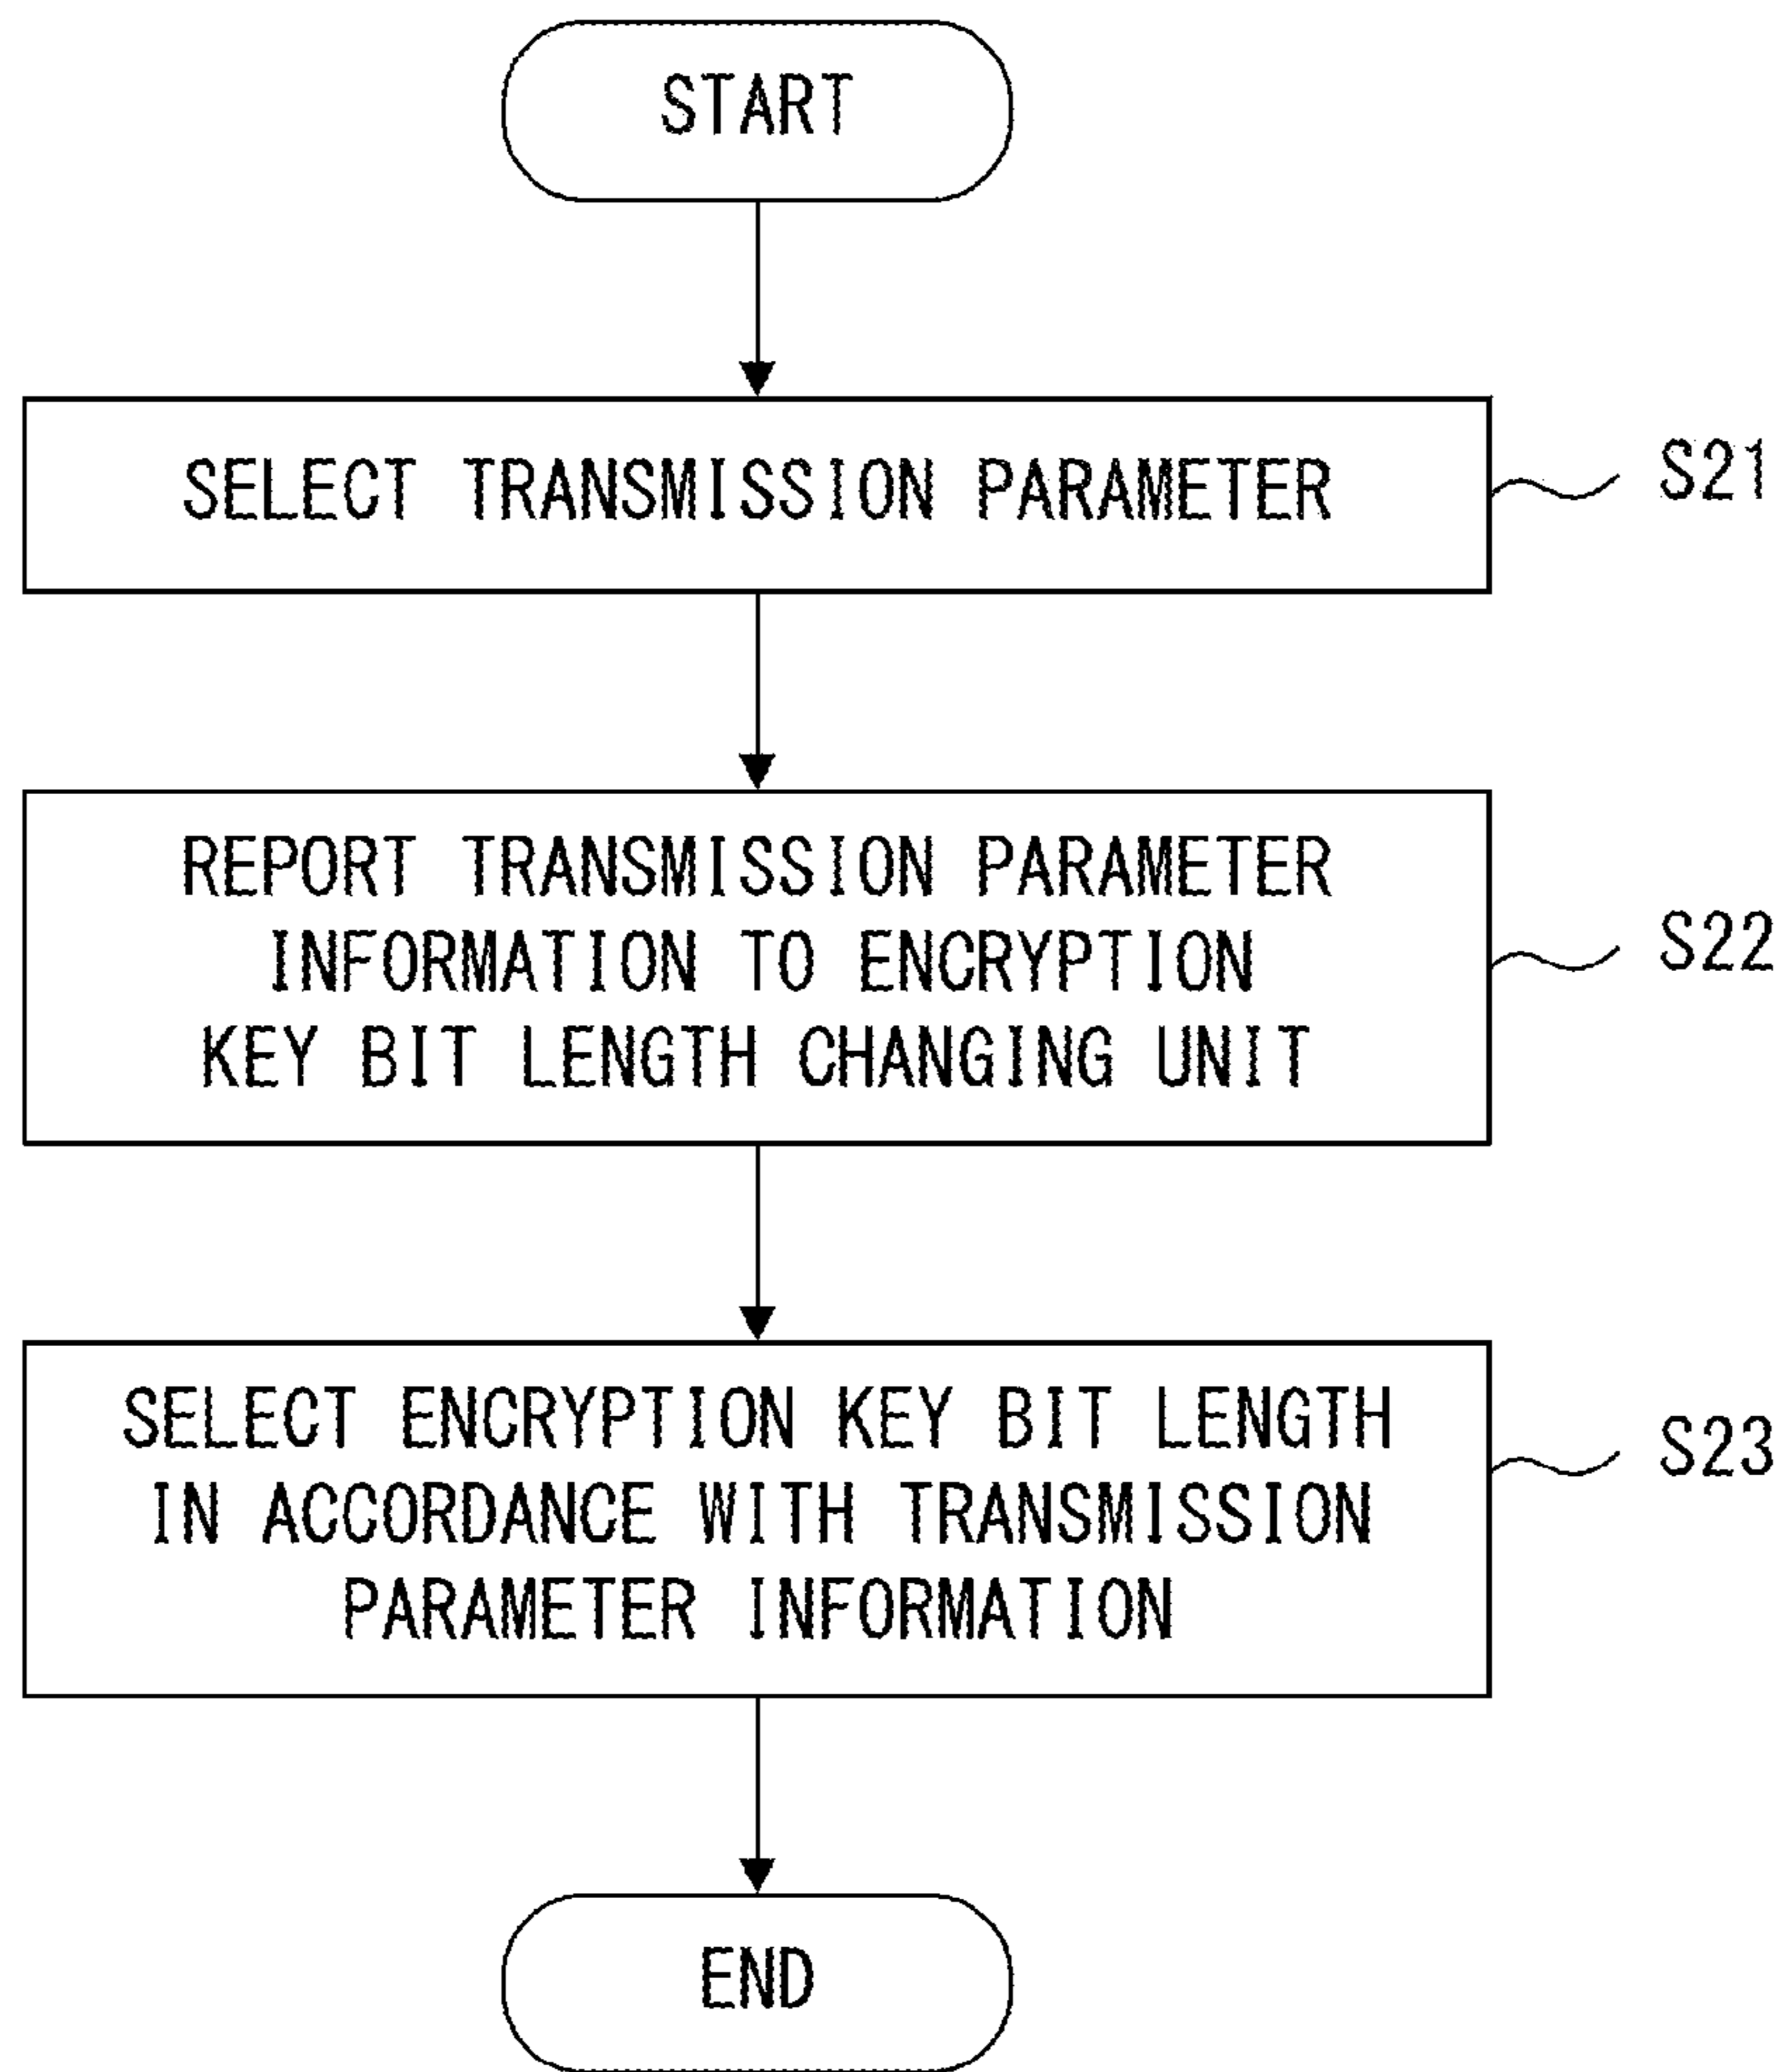 START
SELECT TRANSMISSION PARAMETER
S21
REPORT TRANSMISSION PARAMETER
INFORMATION TO ENCRYPTION
KEY BIT LENGTH CHANGING UNIT
S22
SELECT ENCRYPTION KEY BIT LENGTH
IN ACCORDANCE WITH TRANSMISSION
PARAMETER INFORMATION
S23
END